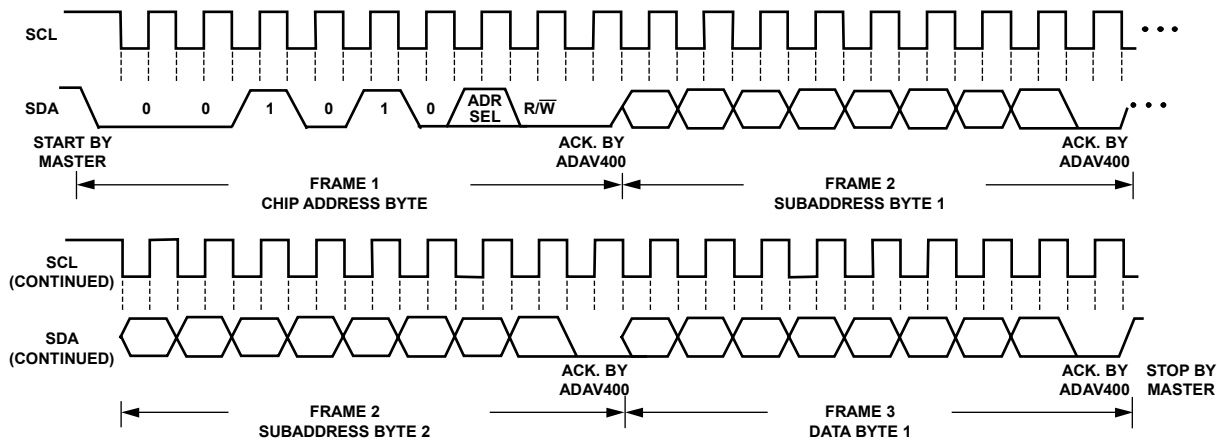 SCL
SDA
0 0 1 0 1 0 ADR SEL R/W̅
START BY MASTER
ACK. BY ADAV400
ACK. BY ADAV400
FRAME 1
CHIP ADDRESS BYTE
FRAME 2
SUBADDRESS BYTE 1
SCL
(CONTINUED)
SDA
(CONTINUED)
ACK. BY ADAV400
ACK. BY ADAV400
STOP BY MASTER
FRAME 2
SUBADDRESS BYTE 2
FRAME 3
DATA BYTE 1